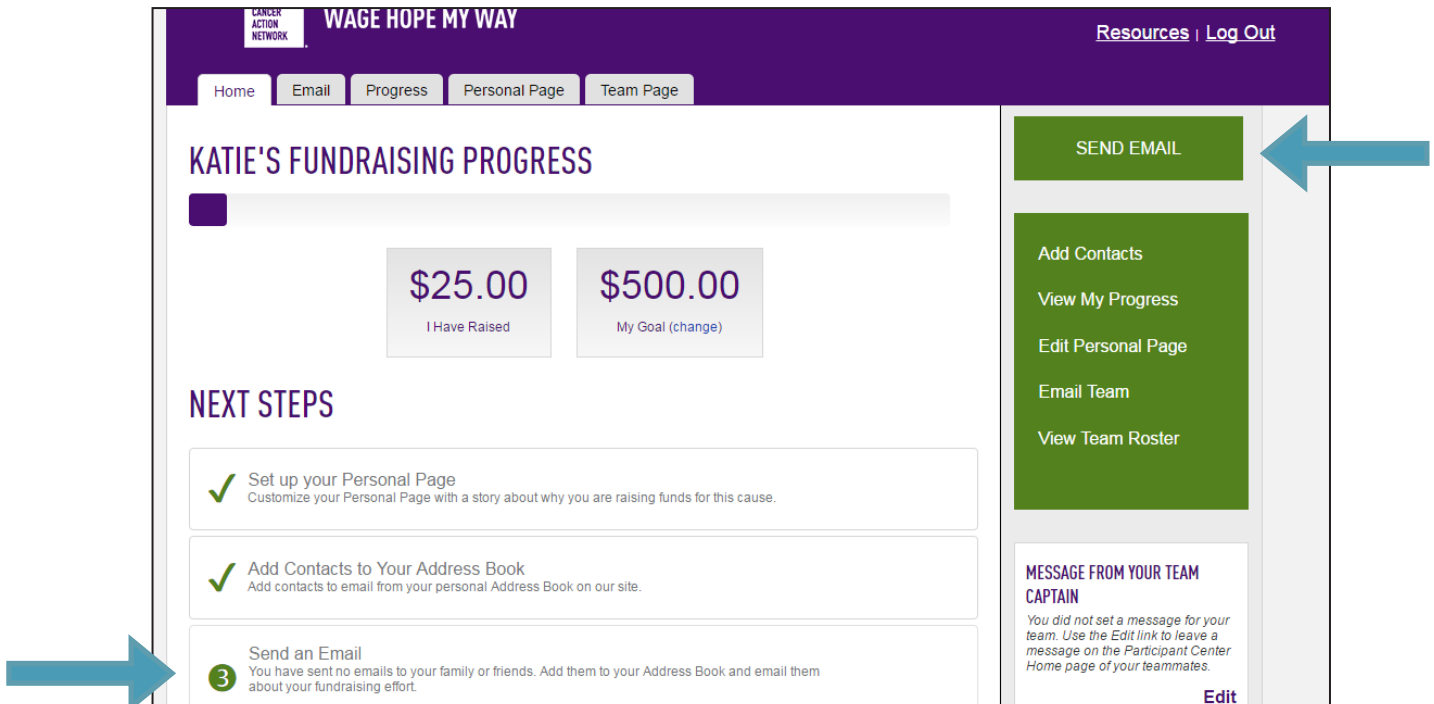 CANCER
ACTION
NETWORK
WAGE HOPE MY WAY
Resources | Log Out
Home Email Progress Personal Page Team Page
KATIE'S FUNDRAISING PROGRESS
SEND EMAIL
$25.00
I Have Raised
$500.00
My Goal (change)
Add Contacts
View My Progress
Edit Personal Page
Email Team
View Team Roster
NEXT STEPS
Set up your Personal Page
Customize your Personal Page with a story about why you are raising funds for this cause.
Add Contacts to Your Address Book
Add contacts to email from your personal Address Book on our site.
3
Send an Email
You have sent no emails to your family or friends. Add them to your Address Book and email them
about your fundraising effort.
MESSAGE FROM YOUR TEAM
CAPTAIN
You did not set a message for your
team. Use the Edit link to leave a
message on the Participant Center
Home page of your teammates.
Edit